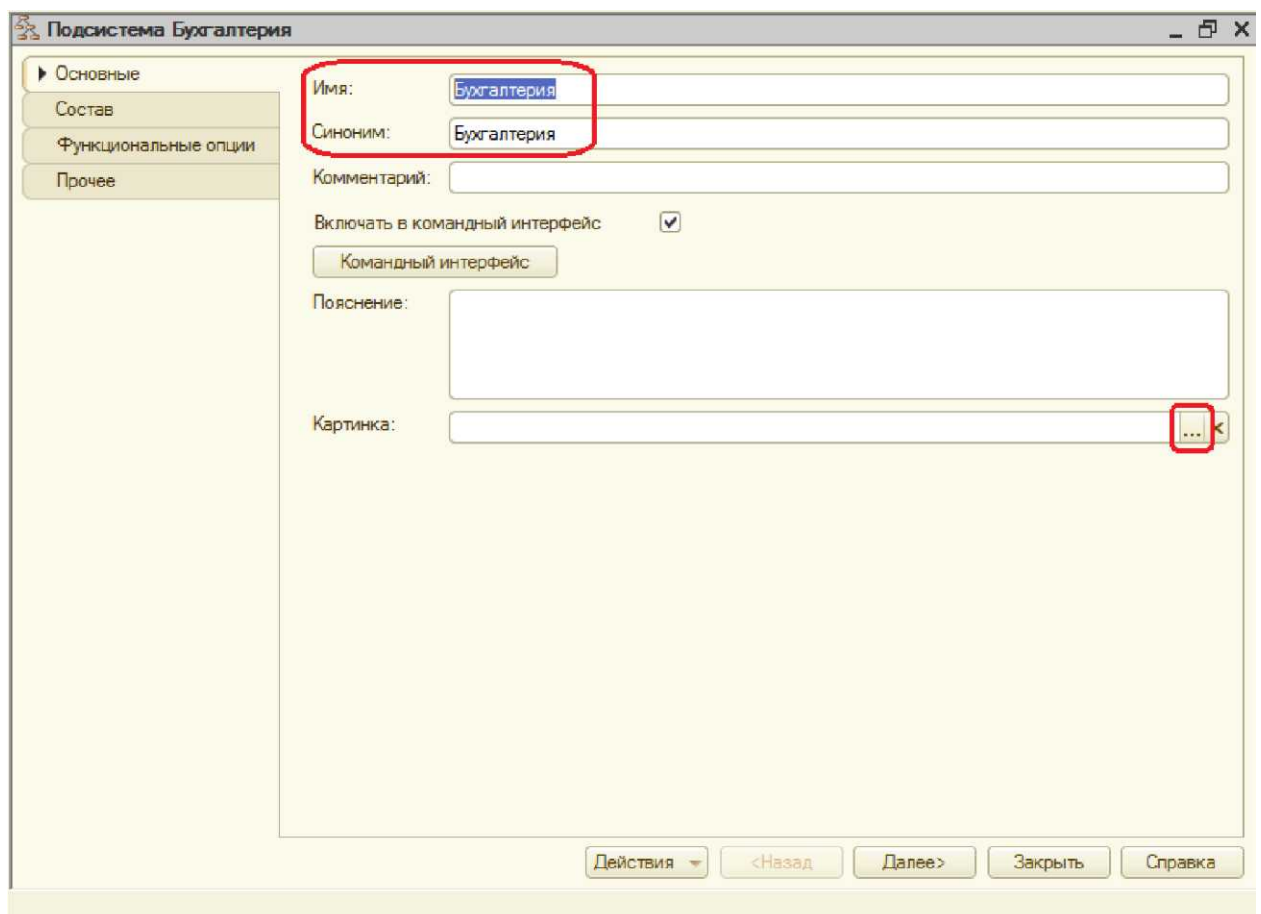 Подсистема Бухгалтерия
Основные
Состав
Функциональные опции
Прочее
Имя: Бухгалтерия
Синоним: Бухгалтерия
Комментарий:
Включать в командный интерфейс
Командный интерфейс
Пояснение:
Картинка: ...
Действия <Назад Далее> Закрыть Справка